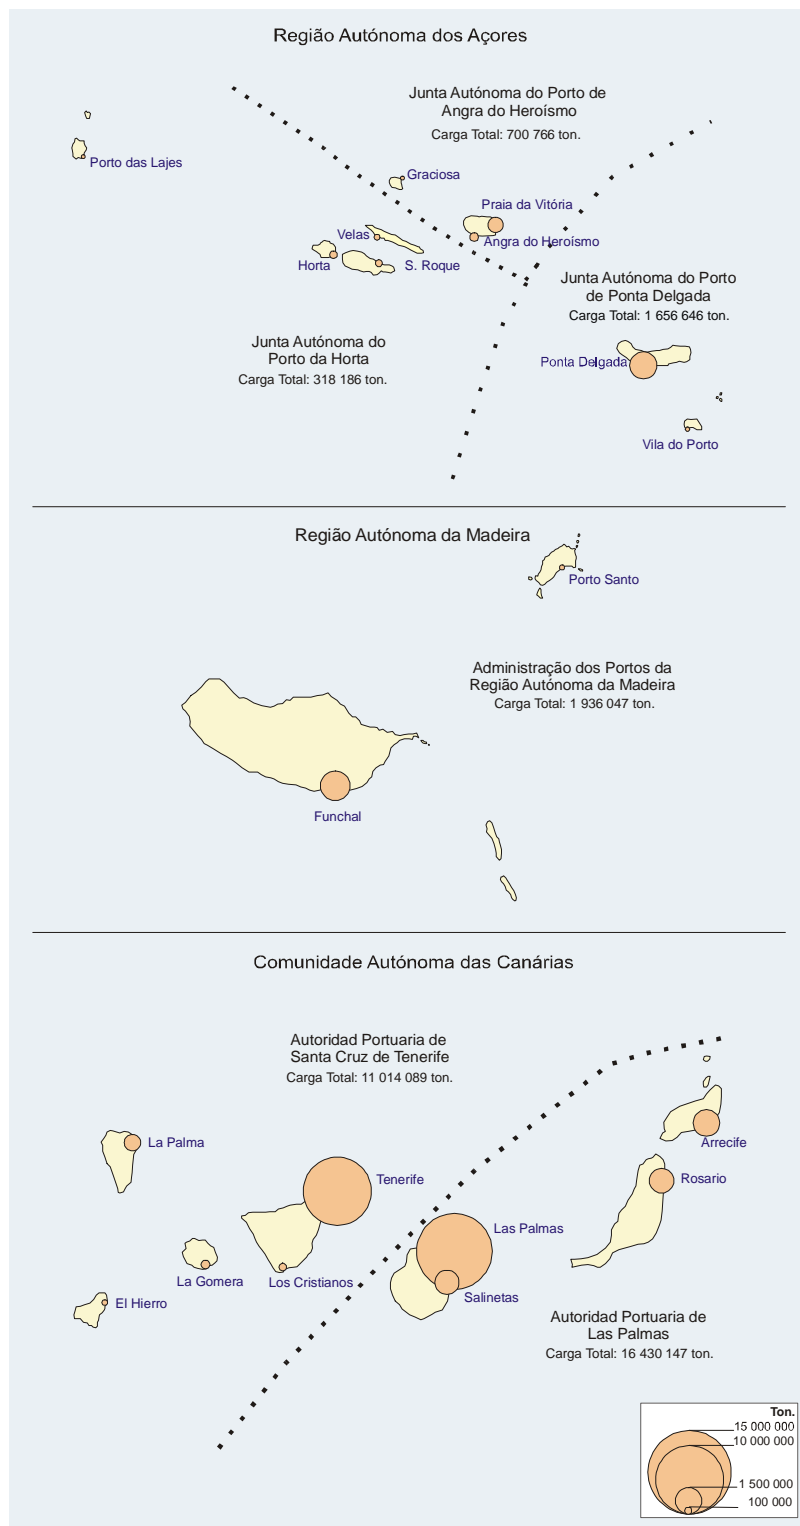 Região Autónoma dos Açores
Junta Autónoma do Porto de
Angra do Heroísmo
Carga Total: 700 766 ton.
Porto das Lajes
Graciosa
Praia da Vitória
Velas
Angra do Heroísmo
Horta
S. Roque
Junta Autónoma do Porto
de Ponta Delgada
Carga Total: 1 656 646 ton.
Junta Autónoma do
Porto da Horta
Carga Total: 318 186 ton.
Ponta Delgada
Vila do Porto
Região Autónoma da Madeira
Porto Santo
Administração dos Portos da
Região Autónoma da Madeira
Carga Total: 1 936 047 ton.
Funchal
Comunidade Autónoma das Canárias
Autoridad Portuaria de
Santa Cruz de Tenerife
Carga Total: 11 014 089 ton.
La Palma
Arrecife
Tenerife
Rosario
Las Palmas
La Gomera
Los Cristianos
Salinetas
El Hierro
Autoridad Portuaria de
Las Palmas
Carga Total: 16 430 147 ton.
Ton.
15 000 000
10 000 000
1 500 000
100 000